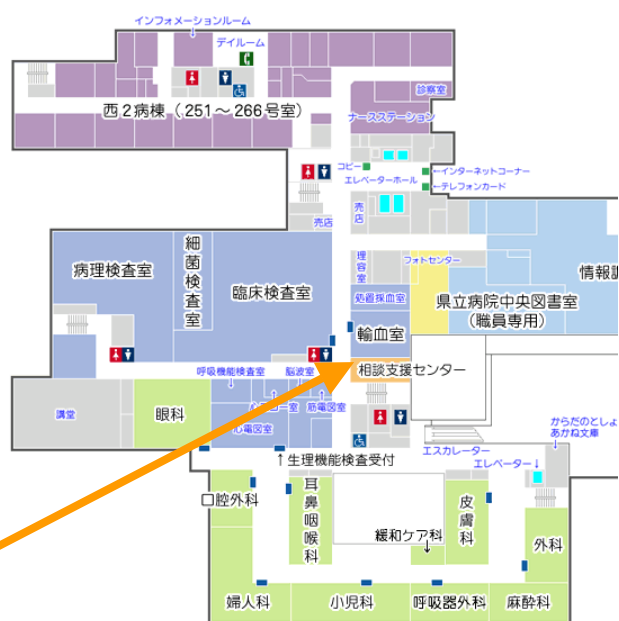 インフォメーションルーム
デイルーム
西2病棟（251～266号室）
診察室
ナースステーション
コピー
←インターネットコーナー
エレベーターホール
←テレフォンカード
売店
売店
病理検査室
細菌検査室
臨床検査室
理容室
フォトセンター
処置採血室
情報調
県立病院中央図書室
（職員専用）
輸血室
相談支援センター
呼吸機能検査室
脳波室
筋電図室
心電図室
講堂
眼科
↑生理機能検査受付
エスカレーター
エレベーター↓
からだのとしょ
あかね文庫
口腔外科
耳鼻咽喉科
皮膚科
緩和ケア科
外科
婦人科
小児科
呼吸器外科
麻酔科